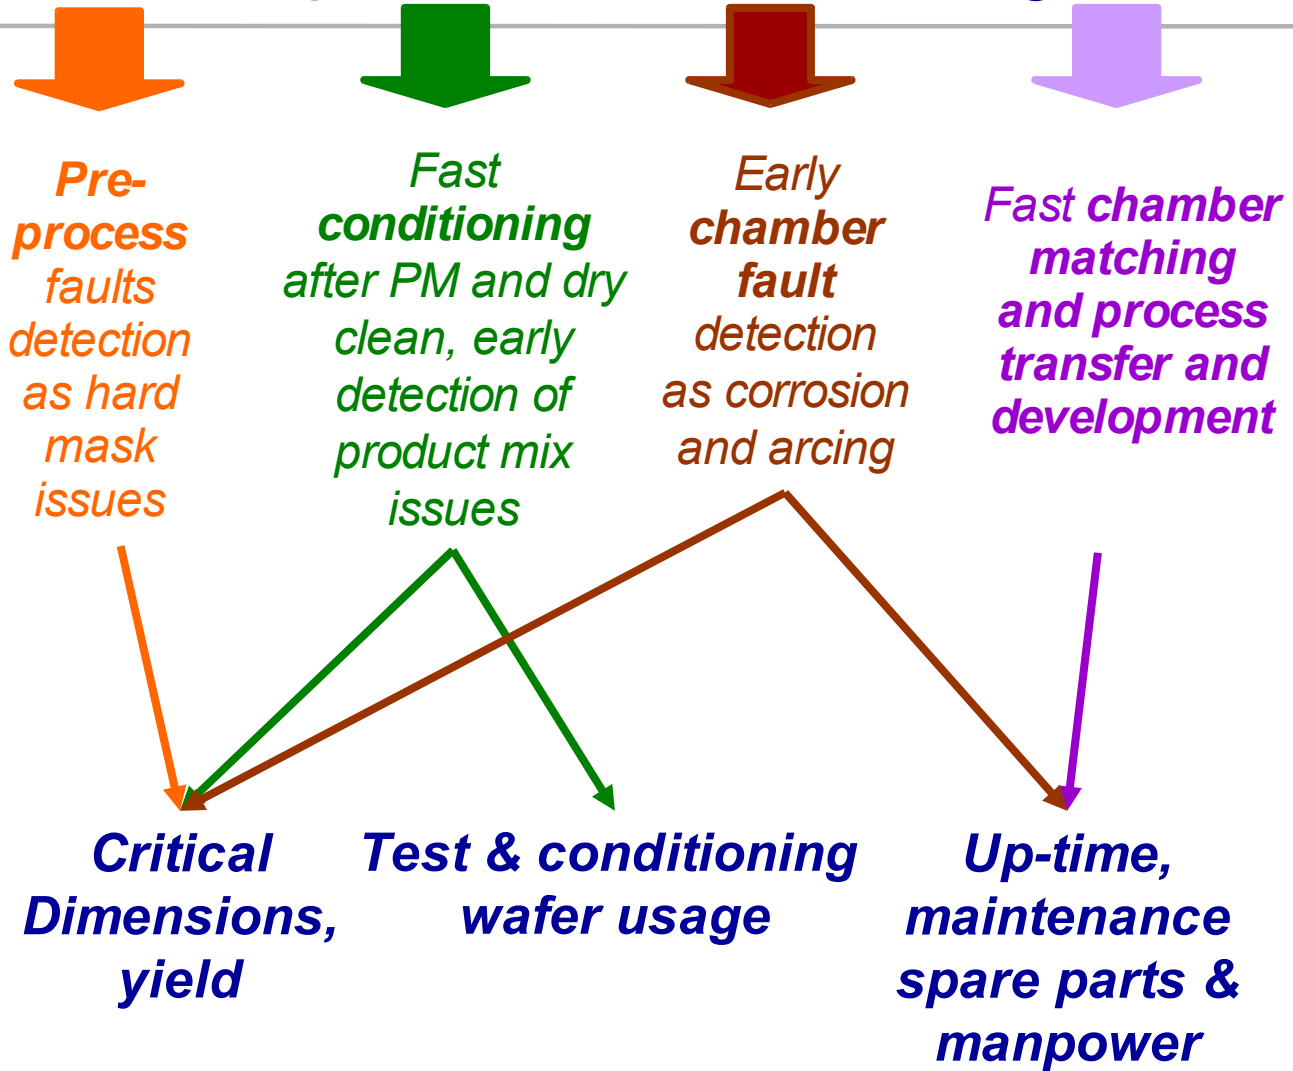 Pre-
process
faults
detection
as hard
mask
issues
Fast
conditioning
after PM and dry
clean, early
detection of
product mix
issues
Early
chamber
fault
detection
as corrosion
and arcing
Fast chamber
matching
and process
transfer and
development
Critical
Dimensions,
yield
Test & conditioning
wafer usage
Up-time,
maintenance
spare parts &
manpower